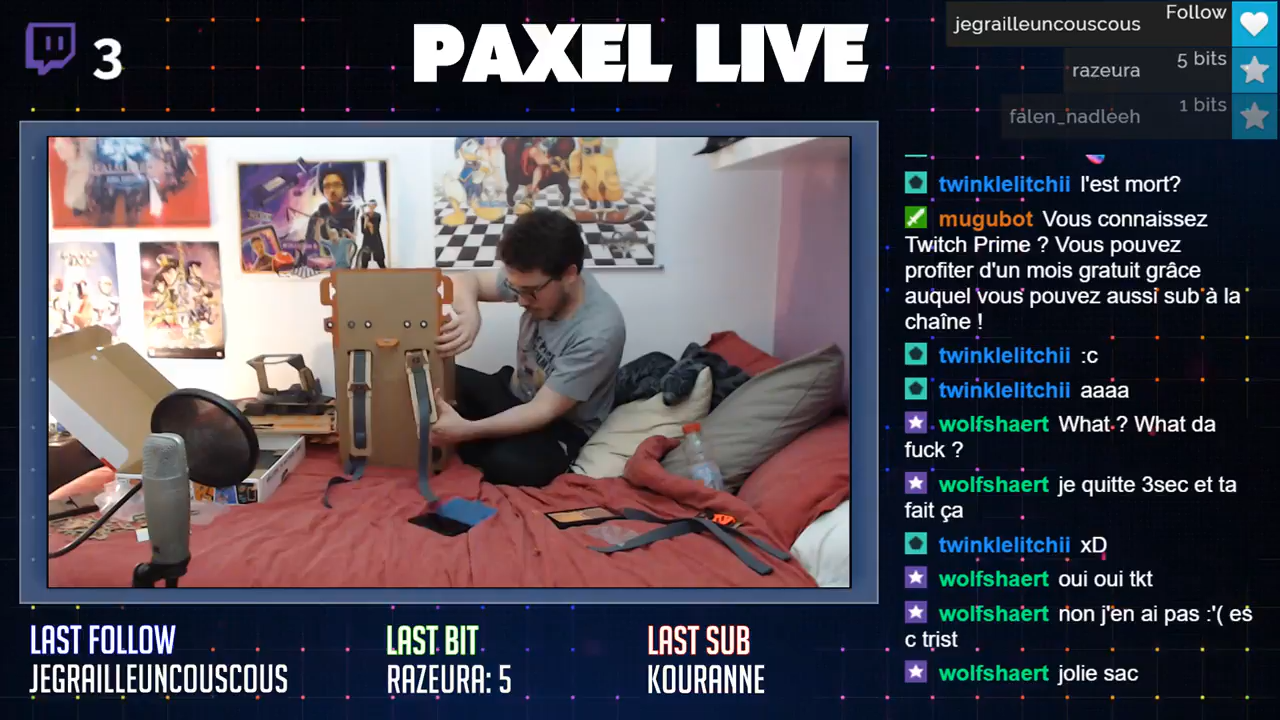 3
PAXEL LIVE
jegrailleuncouscous Follow
razeura 5 bits
fálen_nadléeh 1 bits
twinklelitchii l'est mort?
mugubot Vous connaissez
Twitch Prime ? Vous pouvez
profiter d'un mois gratuit grâce
auquel vous pouvez aussi sub à la
chaîne !
twinklelitchii :c
twinklelitchii aaaa
wolfshaert What ? What da
fuck ?
wolfshaert je quitte 3sec et ta
fait ça
twinklelitchii xD
wolfshaert oui oui tkt
wolfshaert non j'en ai pas :'( es
c trist
wolfshaert jolie sac
LAST FOLLOW
JEGRAILLEUNCOUSCOUS
LAST BIT
RAZEURA: 5
LAST SUB
KOURANNE